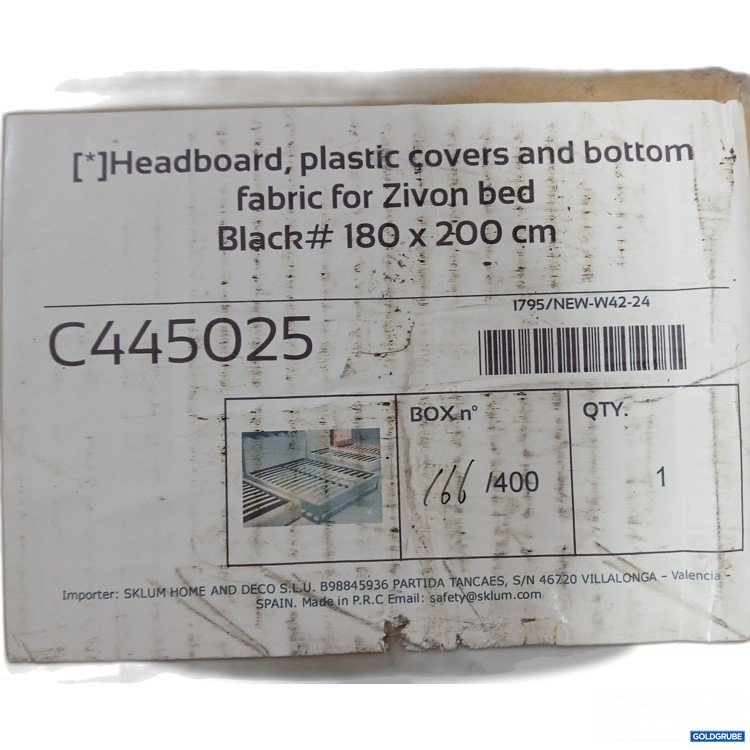 [*]Headboard, plastic covers and bottom
fabric for Zivon bed
Black# 180 x 200 cm
1795/NEW-W42-24
C445025
BOX n°
QTY.
166 /400
1
Importer: SKLUM HOME AND DECO S.L.U. B98845936 PARTIDA TANCAES, S/N 46720 VILLALONGA - Valencia -
SPAIN. Made in P.R.C Email: safety@sklum.com
GOLDGRUBE